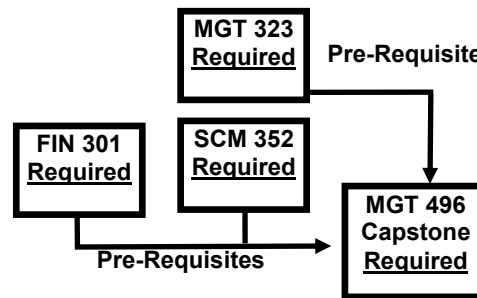 MGT 323
Required
Pre-Requisite
FIN 301
Required
SCM 352
Required
MGT 496
Capstone
Required
Pre-Requisites